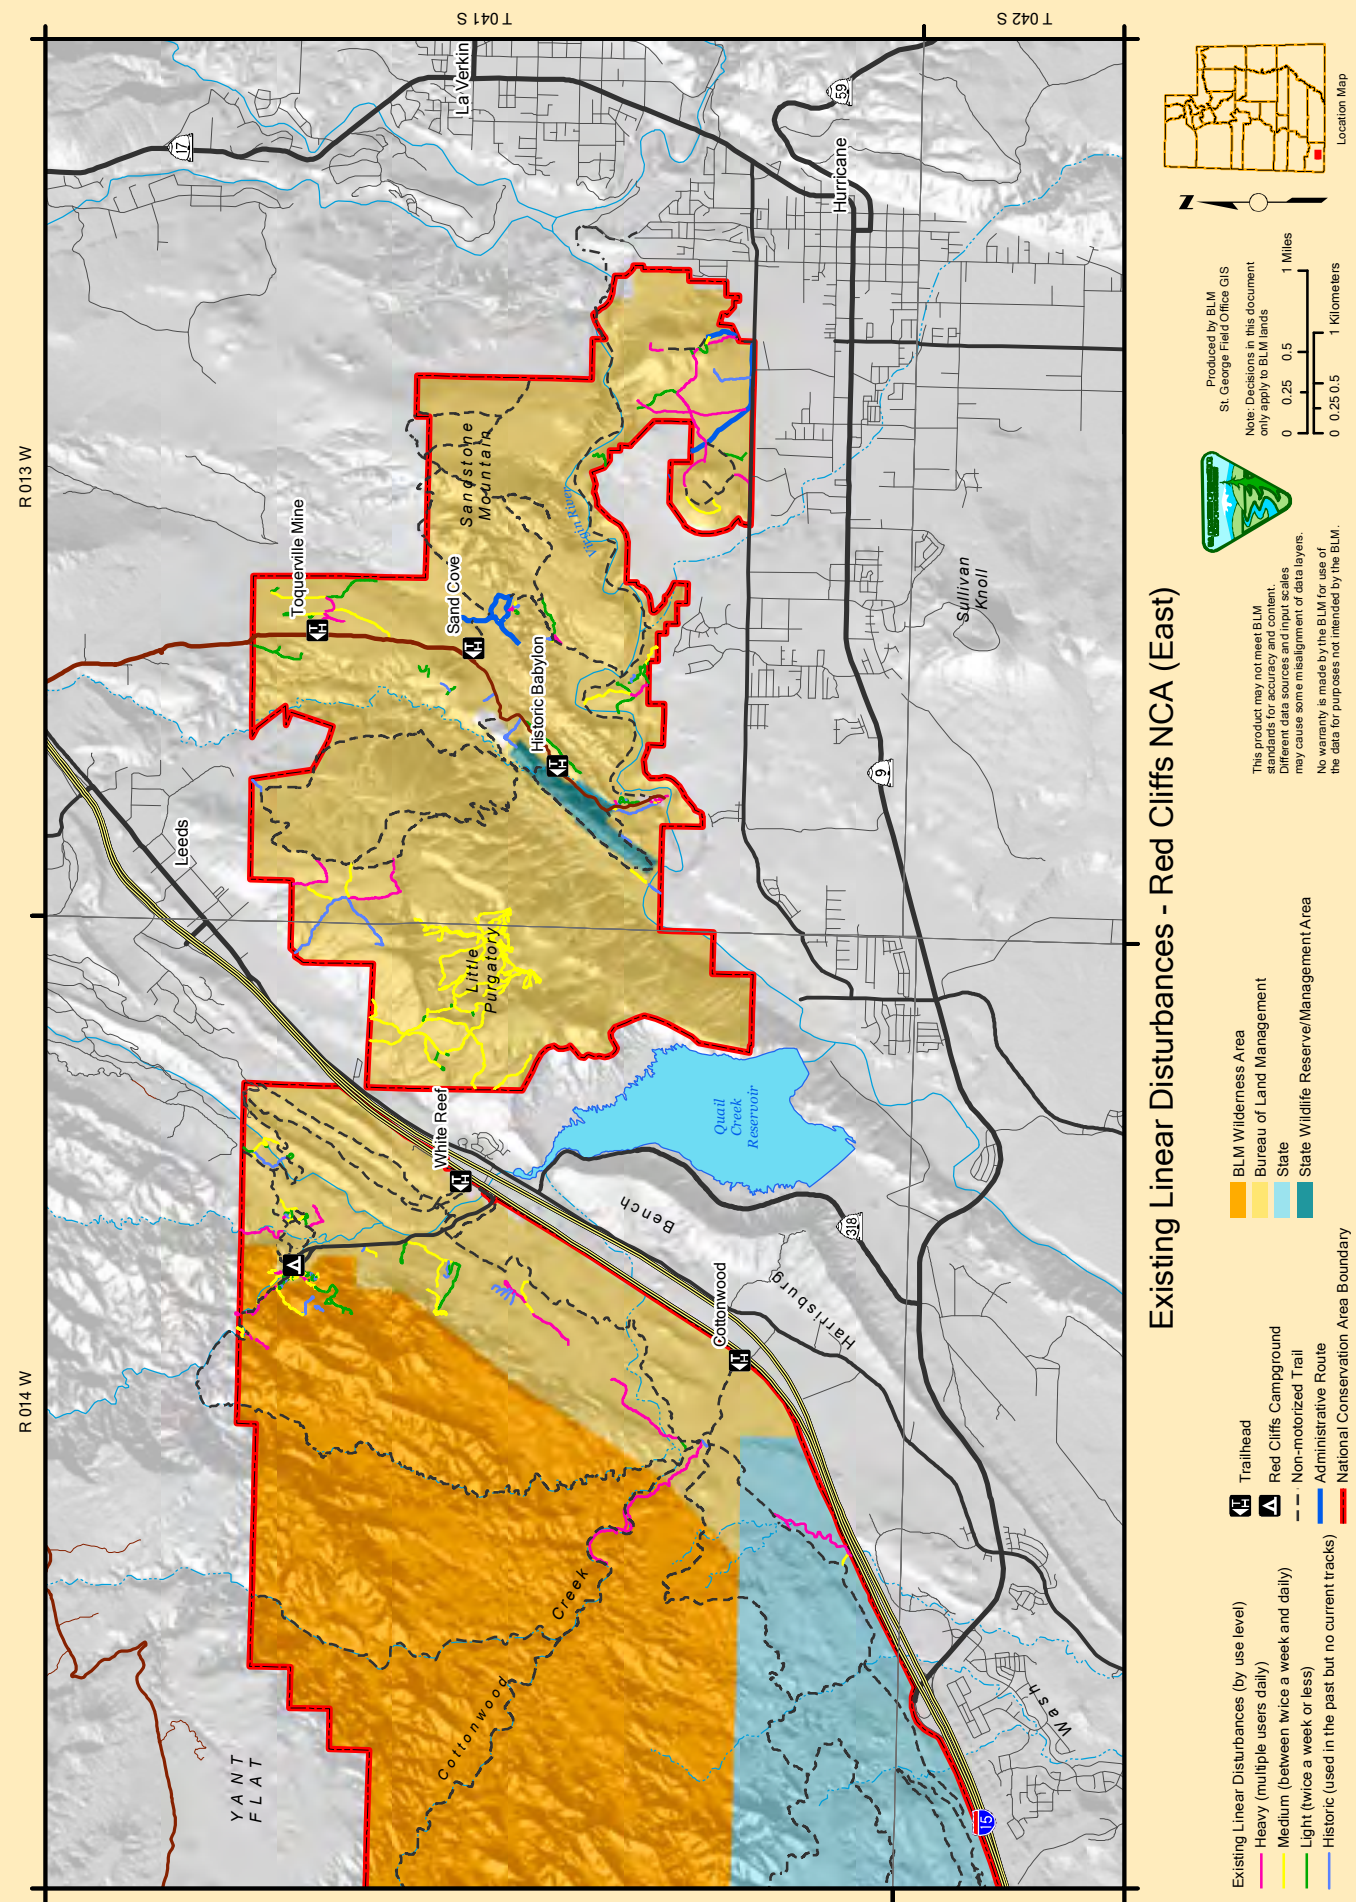 R 014 W
R 013 W
T 041 S
T 042 S
YANT
FLAT
Cottonwood
Creek
Cottonwood
White Reef
Leeds
Little
Purgatory
Toquerville Mine
Sand Cove
Historic Babylon
Sandstone
Mountain
Virgin River
La Verkin
17
59
Hurricane
Quail
Creek
Reservoir
Harrisburg
Bench
318
9
Sullivan
Knoll
Wash
15
Existing Linear Disturbances - Red Cliffs NCA (East)
Existing Linear Disturbances (by use level)
Heavy (multiple users daily)
Medium (between twice a week and daily)
Light (twice a week or less)
Historic (used in the past but no current tracks)
Trailhead
Red Cliffs Campground
Non-motorized Trail
Administrative Route
National Conservation Area Boundary
BLM Wilderness Area
Bureau of Land Management
State
State Wildlife Reserve/Management Area
This product may not meet BLM
standards for accuracy and content.
Different data sources and input scales
may cause some misalignment of data layers.
No warranty is made by the BLM for use of
the data for purposes not intended by the BLM.
Produced by BLM
St. George Field Office GIS
Note: Decisions in this document
only apply to BLM lands
0 0.25 0.5 1 Miles
0 0.25 0.5 1 Kilometers
N
Location Map